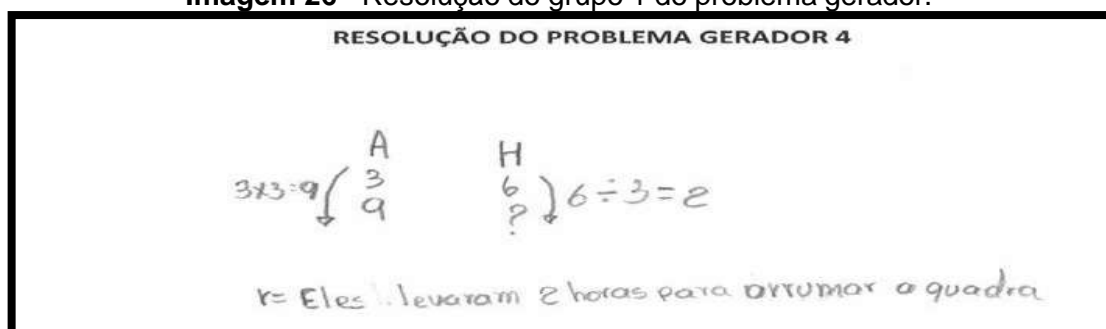 Imagem 26 - Resolução do grupo 1 do problema gerador.
RESOLUÇÃO DO PROBLEMA GERADOR 4
A H
3x3=9 3 6 6÷3=2
9 ?
r= Eles levaram 2 horas para arrumar a quadra